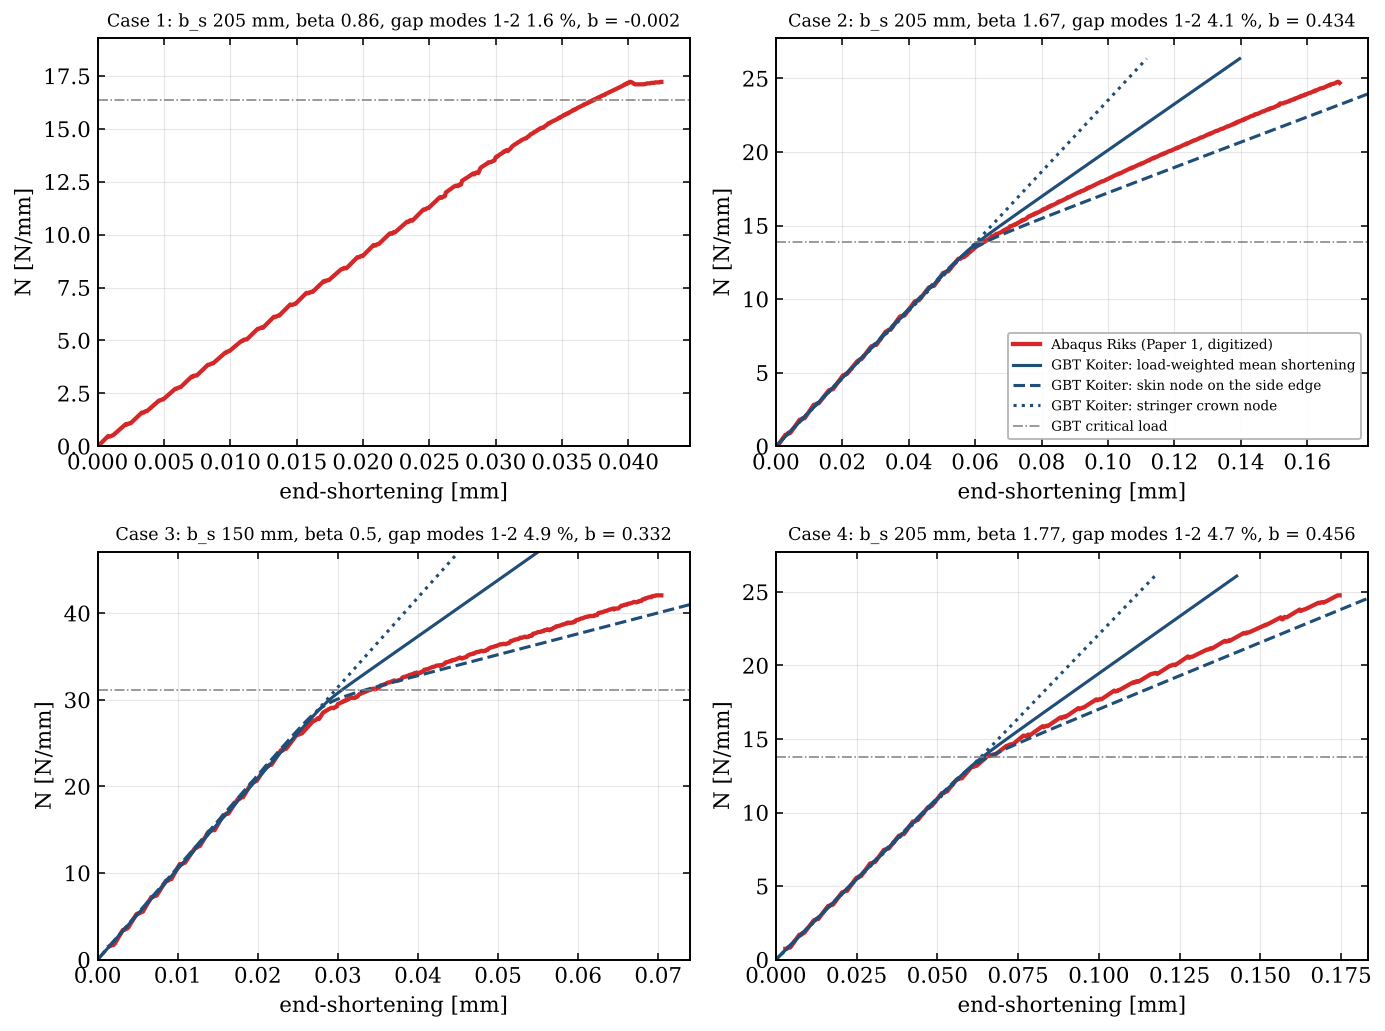 Case 1: b_s 205 mm, beta 0.86, gap modes 1-2 1.6 %, b = -0.002
N [N/mm]
17.5
15.0
12.5
10.0
7.5
5.0
2.5
0.0
0.000 0.005 0.010 0.015 0.020 0.025 0.030 0.035 0.040
end-shortening [mm]
Case 2: b_s 205 mm, beta 1.67, gap modes 1-2 4.1 %, b = 0.434
N [N/mm]
25
20
15
10
5
0
Abaqus Riks (Paper 1, digitized)
GBT Koiter: load-weighted mean shortening
GBT Koiter: skin node on the side edge
GBT Koiter: stringer crown node
GBT critical load
0.00 0.02 0.04 0.06 0.08 0.10 0.12 0.14 0.16
end-shortening [mm]
Case 3: b_s 150 mm, beta 0.5, gap modes 1-2 4.9 %, b = 0.332
N [N/mm]
40
30
20
10
0
0.00 0.01 0.02 0.03 0.04 0.05 0.06 0.07
end-shortening [mm]
Case 4: b_s 205 mm, beta 1.77, gap modes 1-2 4.7 %, b = 0.456
N [N/mm]
25
20
15
10
5
0
0.000 0.025 0.050 0.075 0.100 0.125 0.150 0.175
end-shortening [mm]